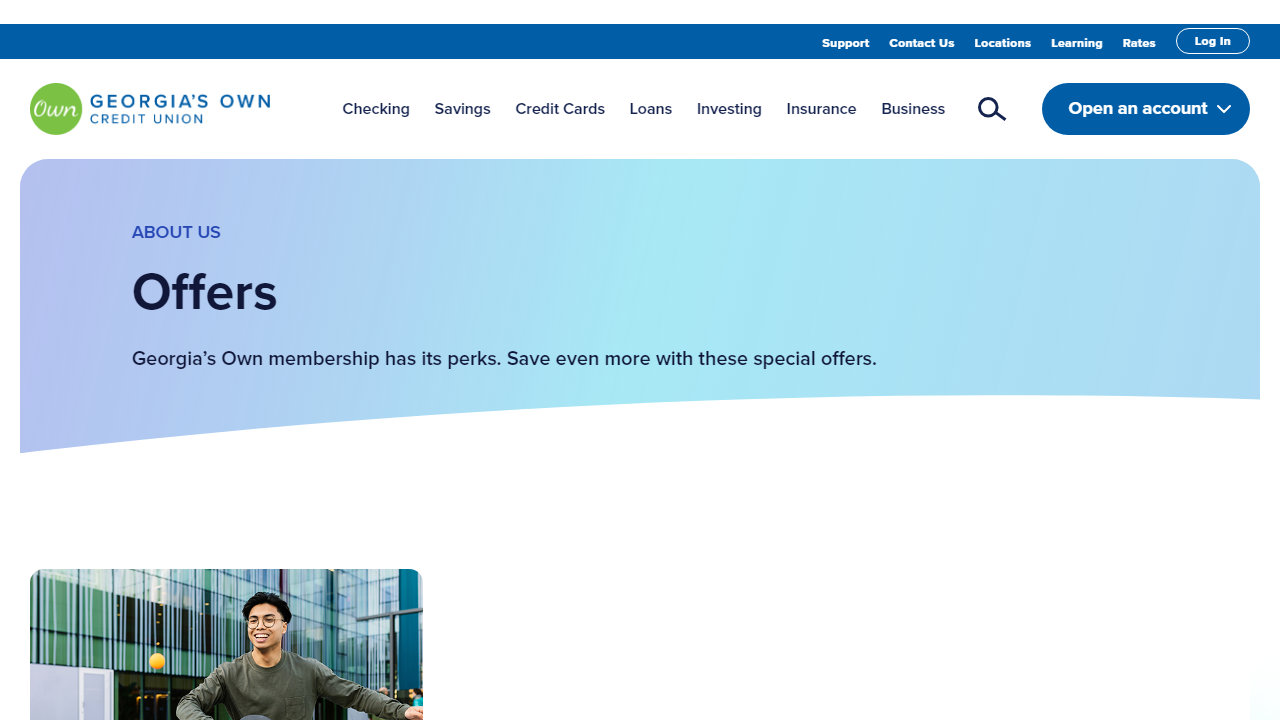 Support Contact Us Locations Learning Rates Log In
Own GEORGIA'S OWN
CREDIT UNION
Checking Savings Credit Cards Loans Investing Insurance Business Open an account
ABOUT US
Offers
Georgia’s Own membership has its perks. Save even more with these special offers.